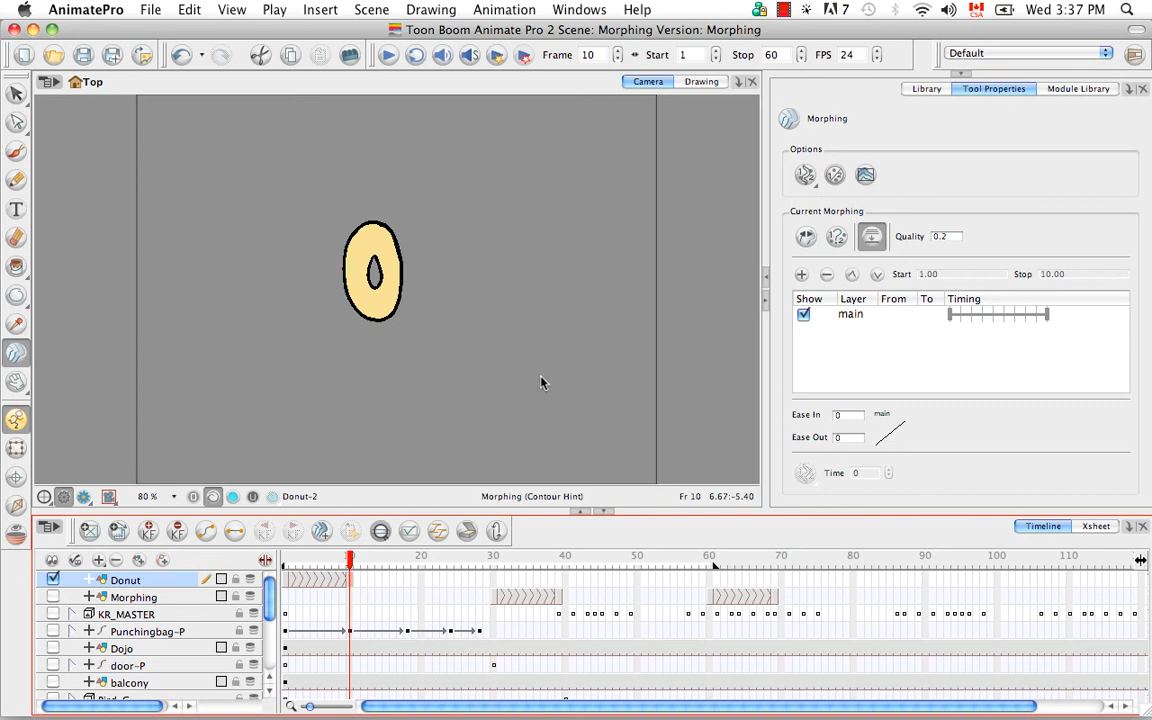 AnimatePro File Edit View Play Insert Scene Drawing Animation Windows Help 7 CSA Wed 3:37 PM
Toon Boom Animate Pro 2 Scene: Morphing Version: Morphing
Frame 10 Start 1 Stop 60 FPS 24 Default
Top Camera Drawing Library Tool Properties Module Library
Morphing
Options
Current Morphing
Quality 0.2
Start 1.00 Stop 10.00
Show Layer From To Timing
main
Ease In 0 main
Ease Out 0
Time 0
80 % Donut-2 Morphing (Contour Hint) Fr 10 6.67:-5.40
Timeline Xsheet
20 30 40 50 60 70 80 90 100 110
Donut
Morphing
KR_MASTER
Punchingbag-P
Dojo
door-P
balcony